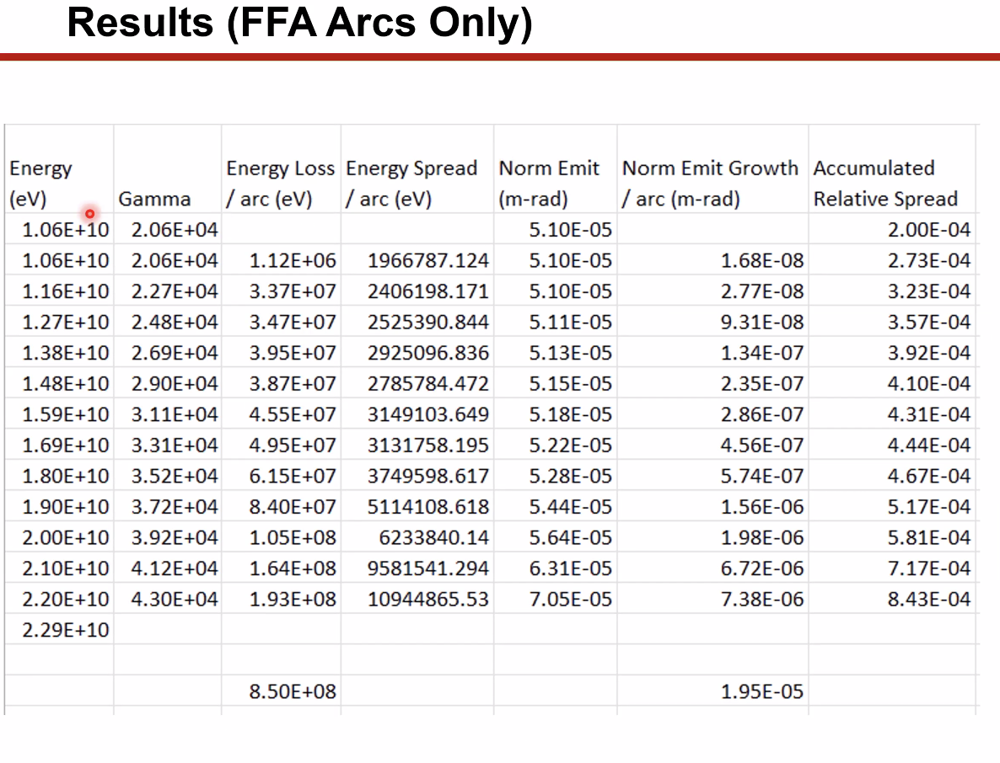 Results (FFA Arcs Only)
Energy (eV) Gamma Energy Loss / arc (eV) Energy Spread / arc (eV) Norm Emit (m-rad) Norm Emit Growth / arc (m-rad) Accumulated Relative Spread
1.06E+10 2.06E+04 5.10E-05 2.00E-04
1.06E+10 2.06E+04 1.12E+06 1966787.124 5.10E-05 1.68E-08 2.73E-04
1.16E+10 2.27E+04 3.37E+07 2406198.171 5.10E-05 2.77E-08 3.23E-04
1.27E+10 2.48E+04 3.47E+07 2525390.844 5.11E-05 9.31E-08 3.57E-04
1.38E+10 2.69E+04 3.95E+07 2925096.836 5.13E-05 1.34E-07 3.92E-04
1.48E+10 2.90E+04 3.87E+07 2785784.472 5.15E-05 2.35E-07 4.10E-04
1.59E+10 3.11E+04 4.55E+07 3149103.649 5.18E-05 2.86E-07 4.31E-04
1.69E+10 3.31E+04 4.95E+07 3131758.195 5.22E-05 4.56E-07 4.44E-04
1.80E+10 3.52E+04 6.15E+07 3749598.617 5.28E-05 5.74E-07 4.67E-04
1.90E+10 3.72E+04 8.40E+07 5114108.618 5.44E-05 1.56E-06 5.17E-04
2.00E+10 3.92E+04 1.05E+08 6233840.14 5.64E-05 1.98E-06 5.81E-04
2.10E+10 4.12E+04 1.64E+08 9581541.294 6.31E-05 6.72E-06 7.17E-04
2.20E+10 4.30E+04 1.93E+08 10944865.53 7.05E-05 7.38E-06 8.43E-04
2.29E+10
8.50E+08 1.95E-05